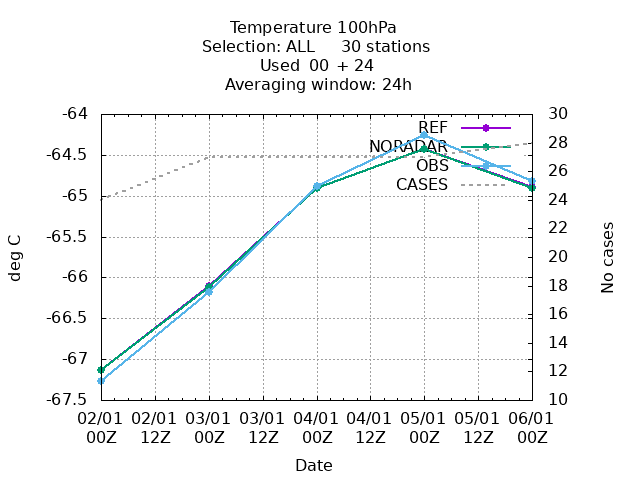 Temperature 100hPa
Selection: ALL 30 stations
Used 00 + 24
Averaging window: 24h
-64
-64.5
-65
-65.5
-66
-66.5
-67
-67.5
deg C
REF
NORADAR
OBS
CASES
30
28
26
24
22
20
18
16
14
12
10
No cases
02/01 02/01 03/01 03/01 04/01 04/01 05/01 05/01 06/01
00Z 12Z 00Z 12Z 00Z 12Z 00Z 12Z 00Z
Date